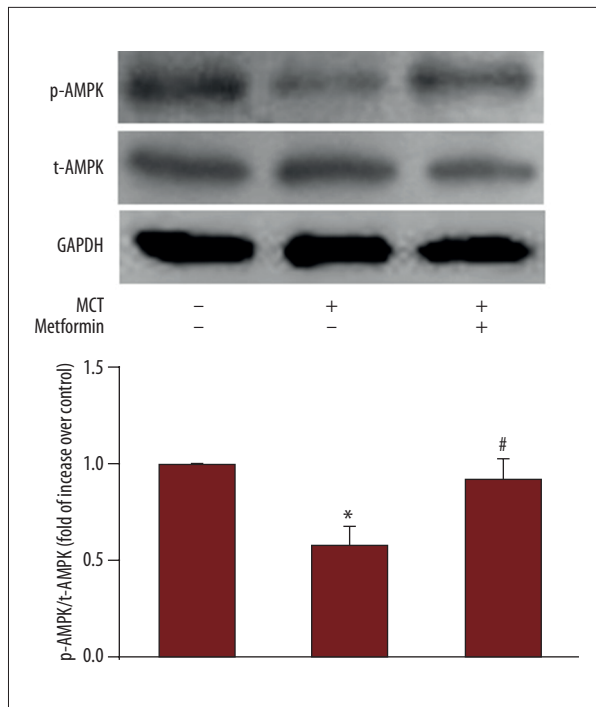 p-AMPK
t-AMPK
GAPDH
MCT – + +
Metformin – – +
p-AMPK/t-AMPK (fold of incease over control)
1.5
1.0
0.5
0.0
*
#